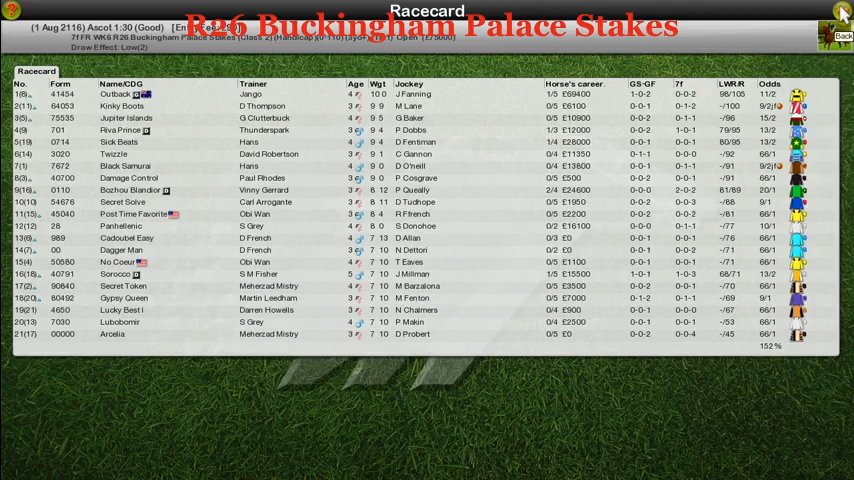 Racecard
(1 Aug 2116) Ascot 1:30 (Good)
R26 Buckingham Palace Stakes
7fFR WK6 R26 Buckingham Palace Stakes (Class 2) (Handicap)(0-110) (3yo+) Open (£75000)
Draw Effect: Low(2)
Back
Racecard
No. Form Name/CDG Trainer Age Wgt Jockey Horse's career. GS-GF 7f LWR/R Odds
1(8) 41454 Outback D Jango 4 10 0 J Fanning 1/5 £69400 1-0-2 0-0-2 98/105 11/2
2(11) 64053 Kinky Boots D Thompson 3 9 9 M Lane 0/5 £6100 0-0-1 0-1-2 -/100 9/2jf
3(5) 75535 Jupiter Islands G Clutterbuck 4 9 5 G Baker 0/5 £10900 0-0-2 0-1-1 -/96 15/2
4(9) 701 Riva Prince D Thunderspark 3 9 4 P Dobbs 1/3 £12000 0-0-1 1-0-1 79/95 13/2
5(19) 0714 Sick Beats Hans 4 9 4 D Fentiman 1/4 £28000 0-1-1 0-0-1 80/95 13/2
6(14) 3020 Twizzle David Robertson 3 9 1 C Gannon 0/4 £11350 0-0-1 0-0-0 -/92 66/1
7(1) 7672 Black Samurai Hans 4 9 0 D O'neill 0/4 £13800 0-0-1 0-1-1 -/91 9/2jf
8(3) 40700 Damage Control Paul Rhodes 3 9 0 P Cosgrave 0/5 £500 0-0-2 0-1-1 -/91 66/1
9(16) 0110 Bozhou Blandior D Vinny Gerrard 3 8 12 P Queally 2/4 £24600 0-0-0 2-0-2 81/89 20/1
10(10) 54676 Secret Solve Carl Arrogante 3 8 11 D Tudhope 0/5 £1950 0-0-2 0-0-3 -/88 9/1
11(15) 45040 Post Time Favorite Obi Wan 3 8 4 R Ffrench 0/5 £2200 0-0-2 0-0-2 -/81 66/1
12(12) 28 Panhellenic S Grey 4 8 0 S Donohoe 0/2 £16100 0-0-0 0-1-1 -/77 10/1
13(6) 989 Cadoubel Easy D French 4 7 13 D Allan 0/3 £0 0-0-1 0-0-1 -/76 66/1
14(7) 00 Dagger Man D French 3 7 10 N Dettori 0/2 £0 0-0-1 0-0-2 -/71 66/1
15(4) 50580 No Coeur Obi Wan 4 7 10 T Eaves 0/5 £1100 0-0-1 0-0-2 -/71 66/1
16(18) 40791 Sorocco D S M Fisher 5 7 10 J Millman 1/5 £15500 1-0-1 1-0-3 68/71 13/2
17(2) 90840 Secret Token Meherzad Mistry 4 7 10 M Barzalona 0/5 £3500 0-0-2 0-0-1 -/70 66/1
18(20) 80492 Gypsy Queen Martin Leedham 3 7 10 M Fenton 0/5 £7000 0-1-2 0-1-1 -/69 9/1
19(21) 4650 Lucky Best I Darren Howells 3 7 10 N Chalmers 0/4 £900 0-0-1 0-0-0 -/67 66/1
20(13) 7030 Lubobomir S Grey 4 7 10 P Makin 0/4 £2500 0-0-1 0-0-1 -/53 66/1
21(17) 00000 Arcelia Meherzad Mistry 3 7 10 D Probert 0/5 £0 0-0-2 0-0-4 -/45 66/1
152%